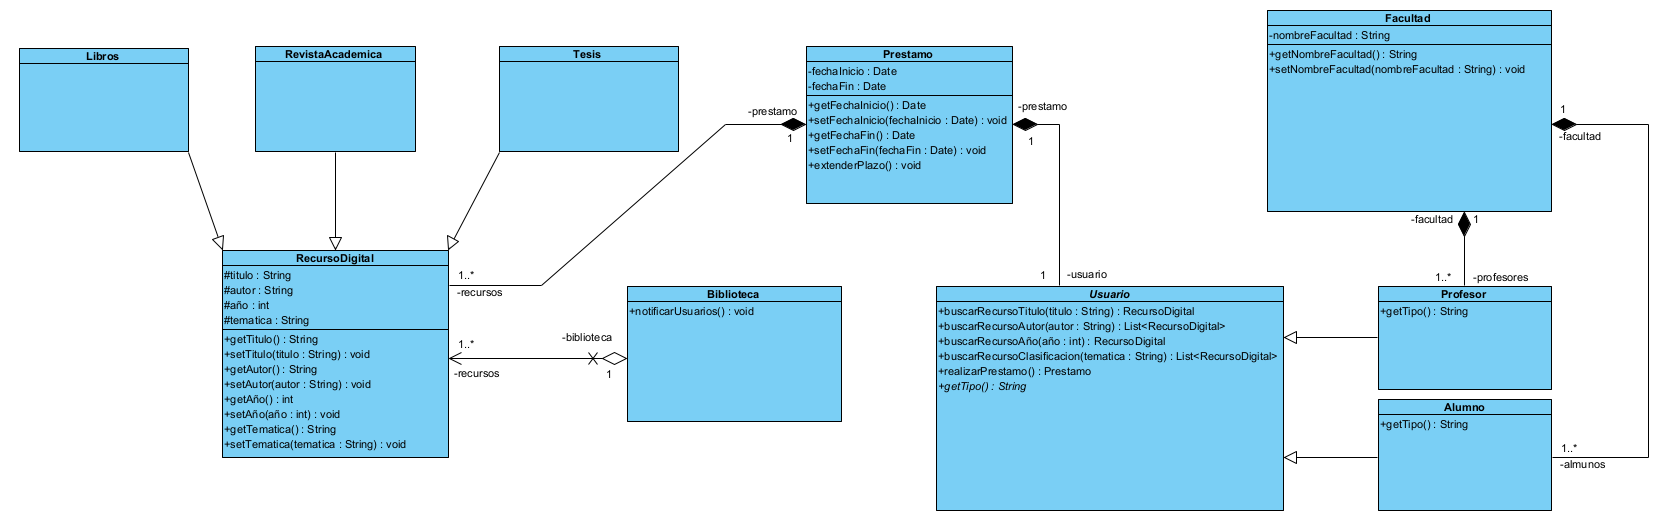 Libros
RevistaAcademica
Tesis
Prestamo
-fechaInicio : Date
-fechaFin : Date
+getFechaInicio() : Date
+setFechaInicio(fechaInicio : Date) : void
+getFechaFin() : Date
+setFechaFin(fechaFin : Date) : void
+extenderPlazo() : void
Facultad
-nombreFacultad : String
+getNombreFacultad() : String
+setNombreFacultad(nombreFacultad : String) : void
-prestamo
1
-prestamo
1
1
-facultad
-facultad
1
RecursoDigital
#titulo : String
#autor : String
#año : int
#tematica : String
+getTitulo() : String
+setTitulo(titulo : String) : void
+getAutor() : String
+setAutor(autor : String) : void
+getAño() : int
+setAño(año : int) : void
+getTematica() : String
+setTematica(tematica : String) : void
1..*
-recursos
1..*
-recursos
-biblioteca
1
Biblioteca
+notificarUsuarios() : void
1
-usuario
Usuario
+buscarRecursoTitulo(titulo : String) : RecursoDigital
+buscarRecursoAutor(autor : String) : List<RecursoDigital>
+buscarRecursoAño(año : int) : RecursoDigital
+buscarRecursoClasificacion(tematica : String) : List<RecursoDigital>
+realizarPrestamo() : Prestamo
+getTipo() : String
1..*
-profesores
Profesor
+getTipo() : String
Alumno
+getTipo() : String
1..*
-almunos